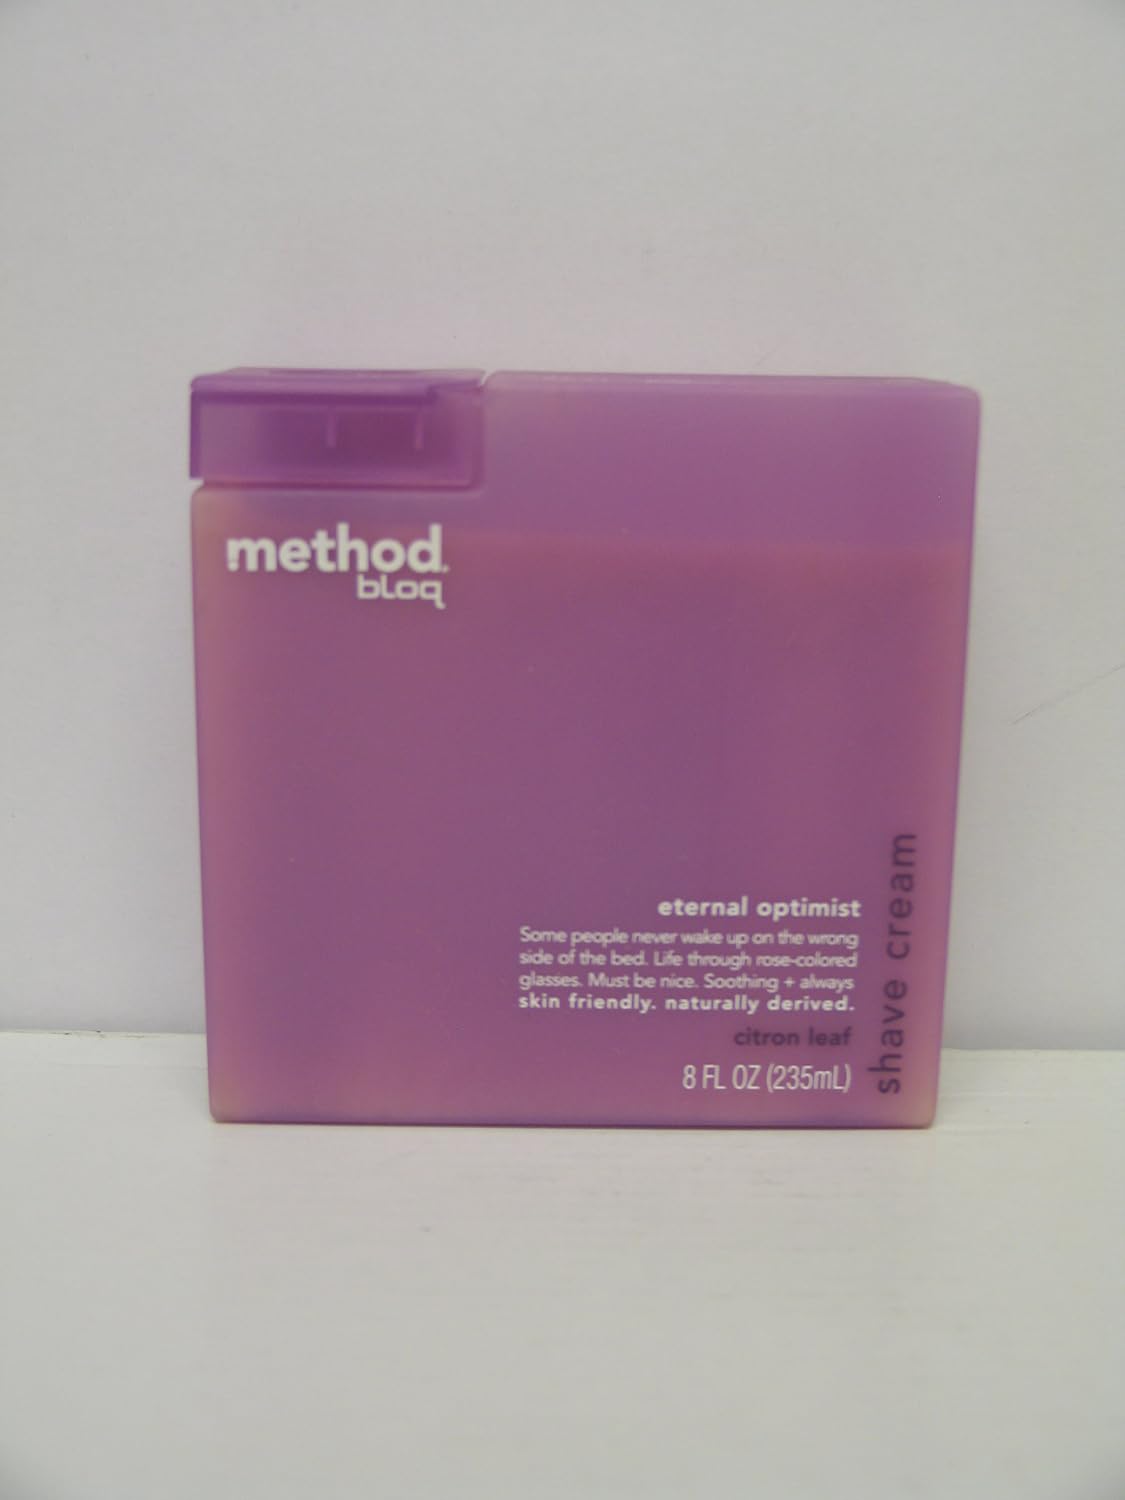 method
bloq
eternal optimist
Some people never wake up on the wrong
side of the bed. Life through rose-colored
glasses. Must be nice. Soothing + always
skin friendly. naturally derived.
citron leaf
8 FL OZ (235mL)
shave cream